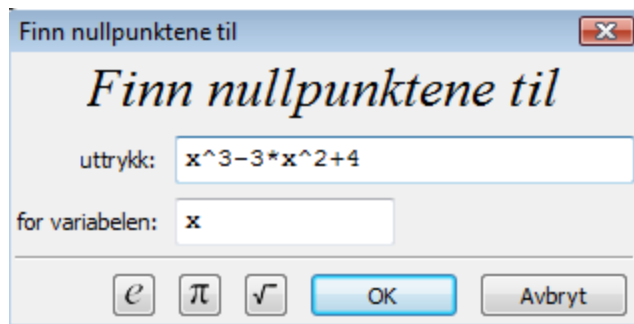 Finn nullpunktene til
Finn nullpunktene til
uttrykk: x^3-3*x^2+4
for variabelen: x
e π √ OK Avbryt